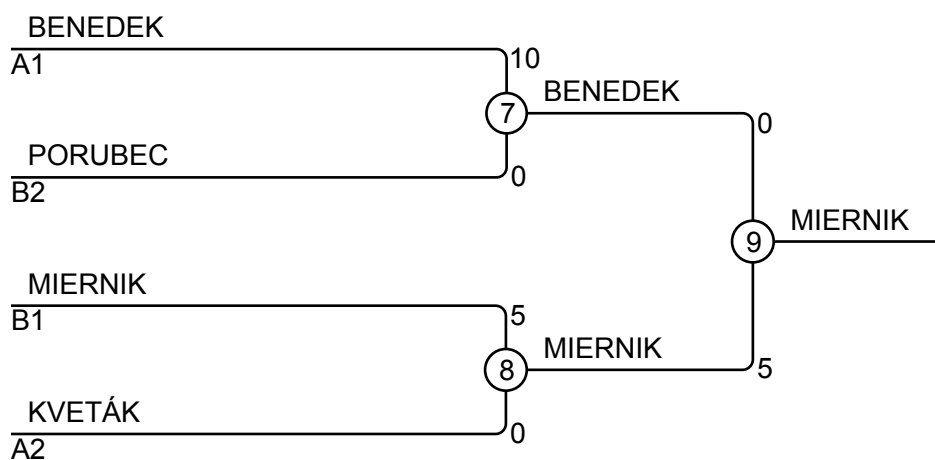 BENEDEK
A1
10
7
BENEDEK
0
PORUBEC
B2
0
9
MIERNIK
MIERNIK
B1
5
8
MIERNIK
5
KVETÁK
A2
0